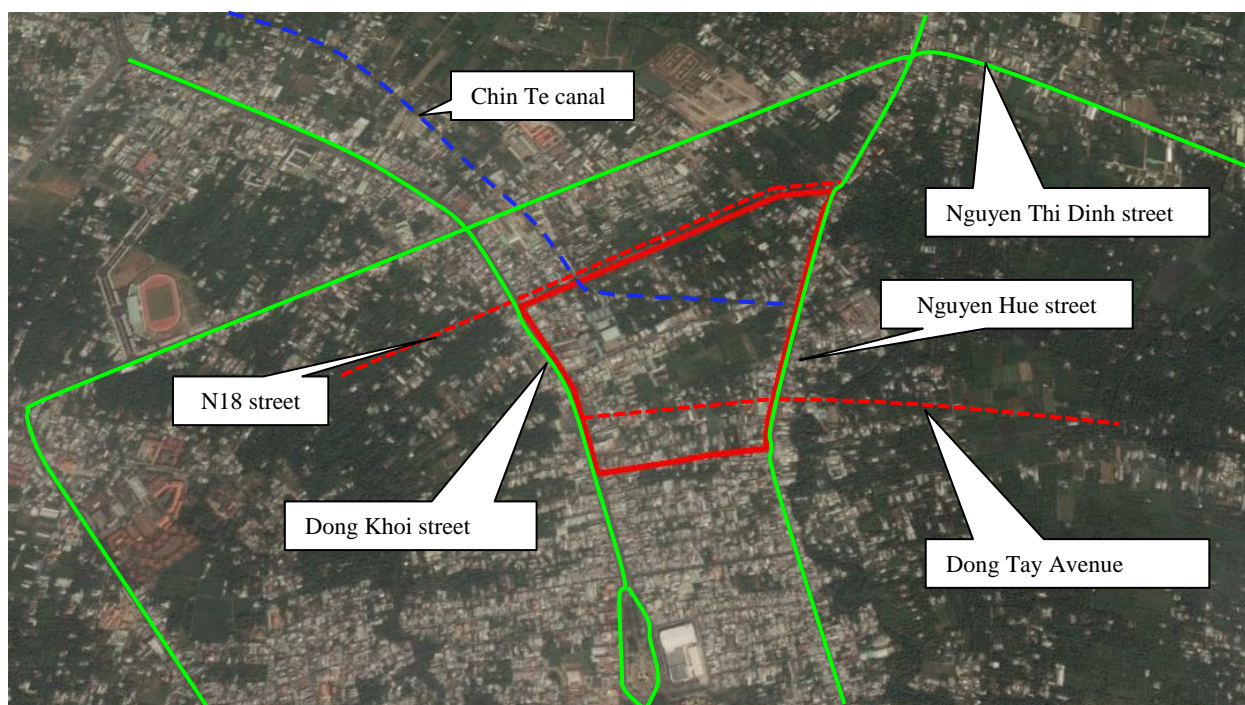 Chin Te canal
Nguyen Thi Dinh street
Nguyen Hue street
N18 street
Dong Khoi street
Dong Tay Avenue